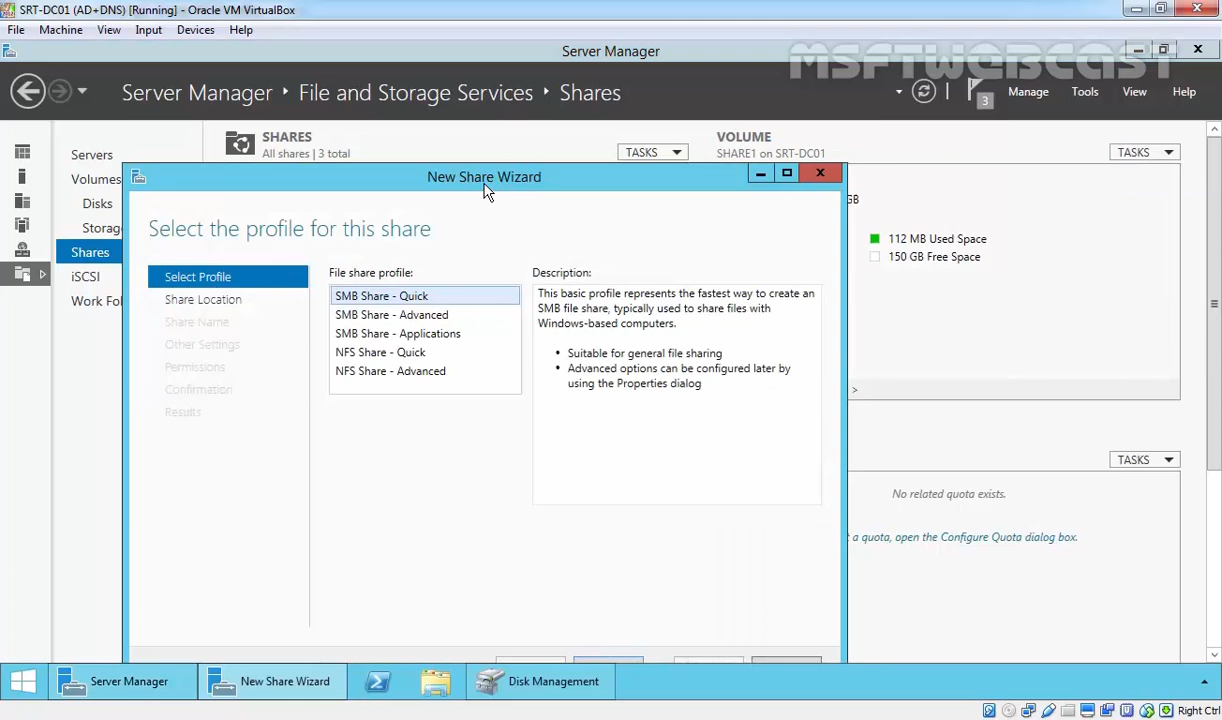 SRT-DC01 (AD+DNS) [Running] - Oracle VM VirtualBox
File Machine View Input Devices Help
Server Manager
MSFTWEBCAST
Server Manager File and Storage Services Shares
3 Manage Tools View Help
SHARES
All shares | 3 total
TASKS
VOLUME
SHARE1 on SRT-DC01
TASKS
Servers
Volumes
Disks
Storag
Shares
iSCSI
Work Fol
New Share Wizard
Select the profile for this share
Select Profile
Share Location
Share Name
Other Settings
Permissions
Confirmation
Results
File share profile:
SMB Share - Quick
SMB Share - Advanced
SMB Share - Applications
NFS Share - Quick
NFS Share - Advanced
Description:
This basic profile represents the fastest way to create an
SMB file share, typically used to share files with
Windows-based computers.
• Suitable for general file sharing
• Advanced options can be configured later by
using the Properties dialog
GB
112 MB Used Space
150 GB Free Space
>
TASKS
No related quota exists.
t a quota, open the Configure Quota dialog box.
Server Manager
New Share Wizard
Disk Management
Right Ctrl